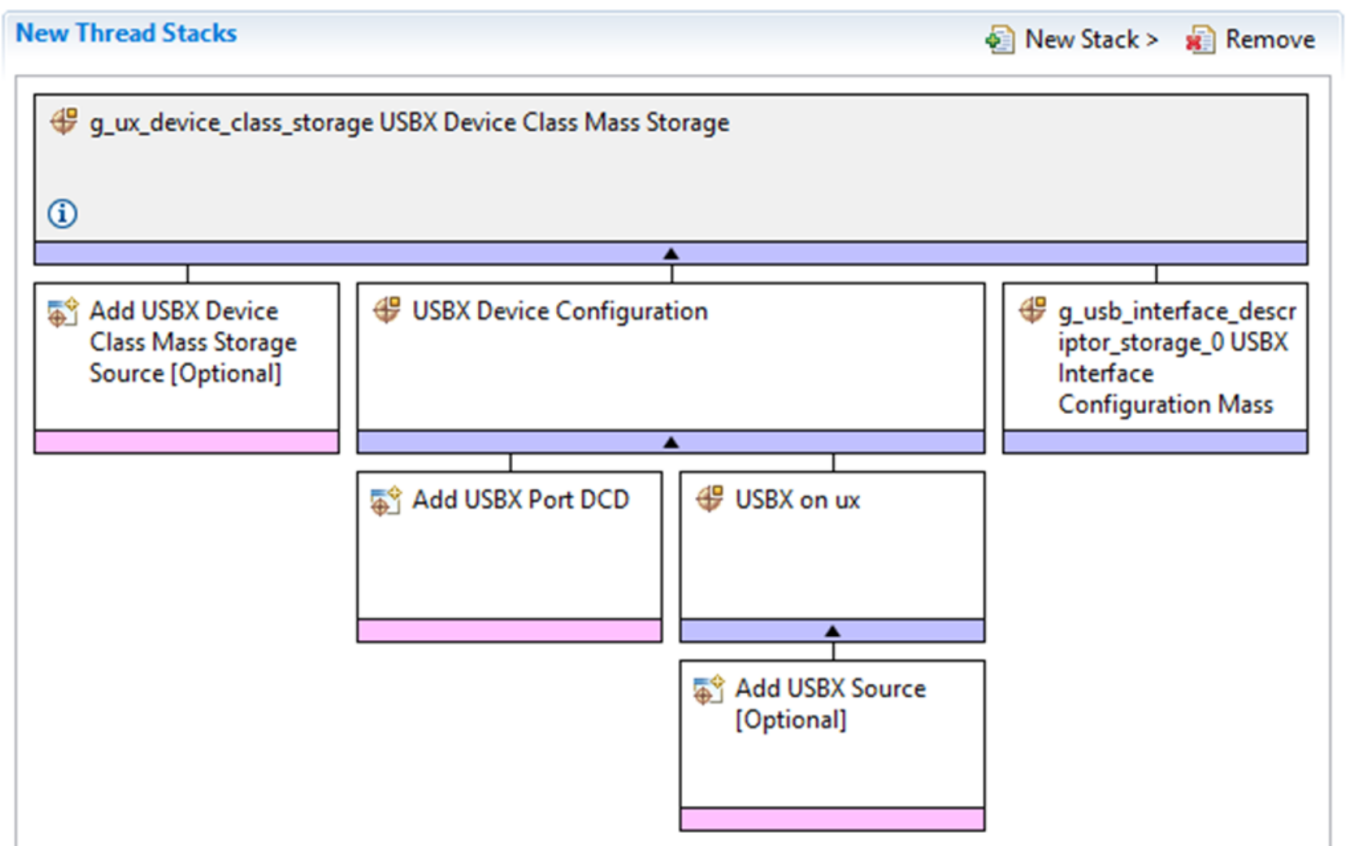 New Thread Stacks
New Stack >
Remove
g_ux_device_class_storage USBX Device Class Mass Storage
Add USBX Device
Class Mass Storage
Source [Optional]
USBX Device Configuration
g_usb_interface_descr
iptor_storage_0 USBX
Interface
Configuration Mass
Add USBX Port DCD
USBX on ux
Add USBX Source
[Optional]